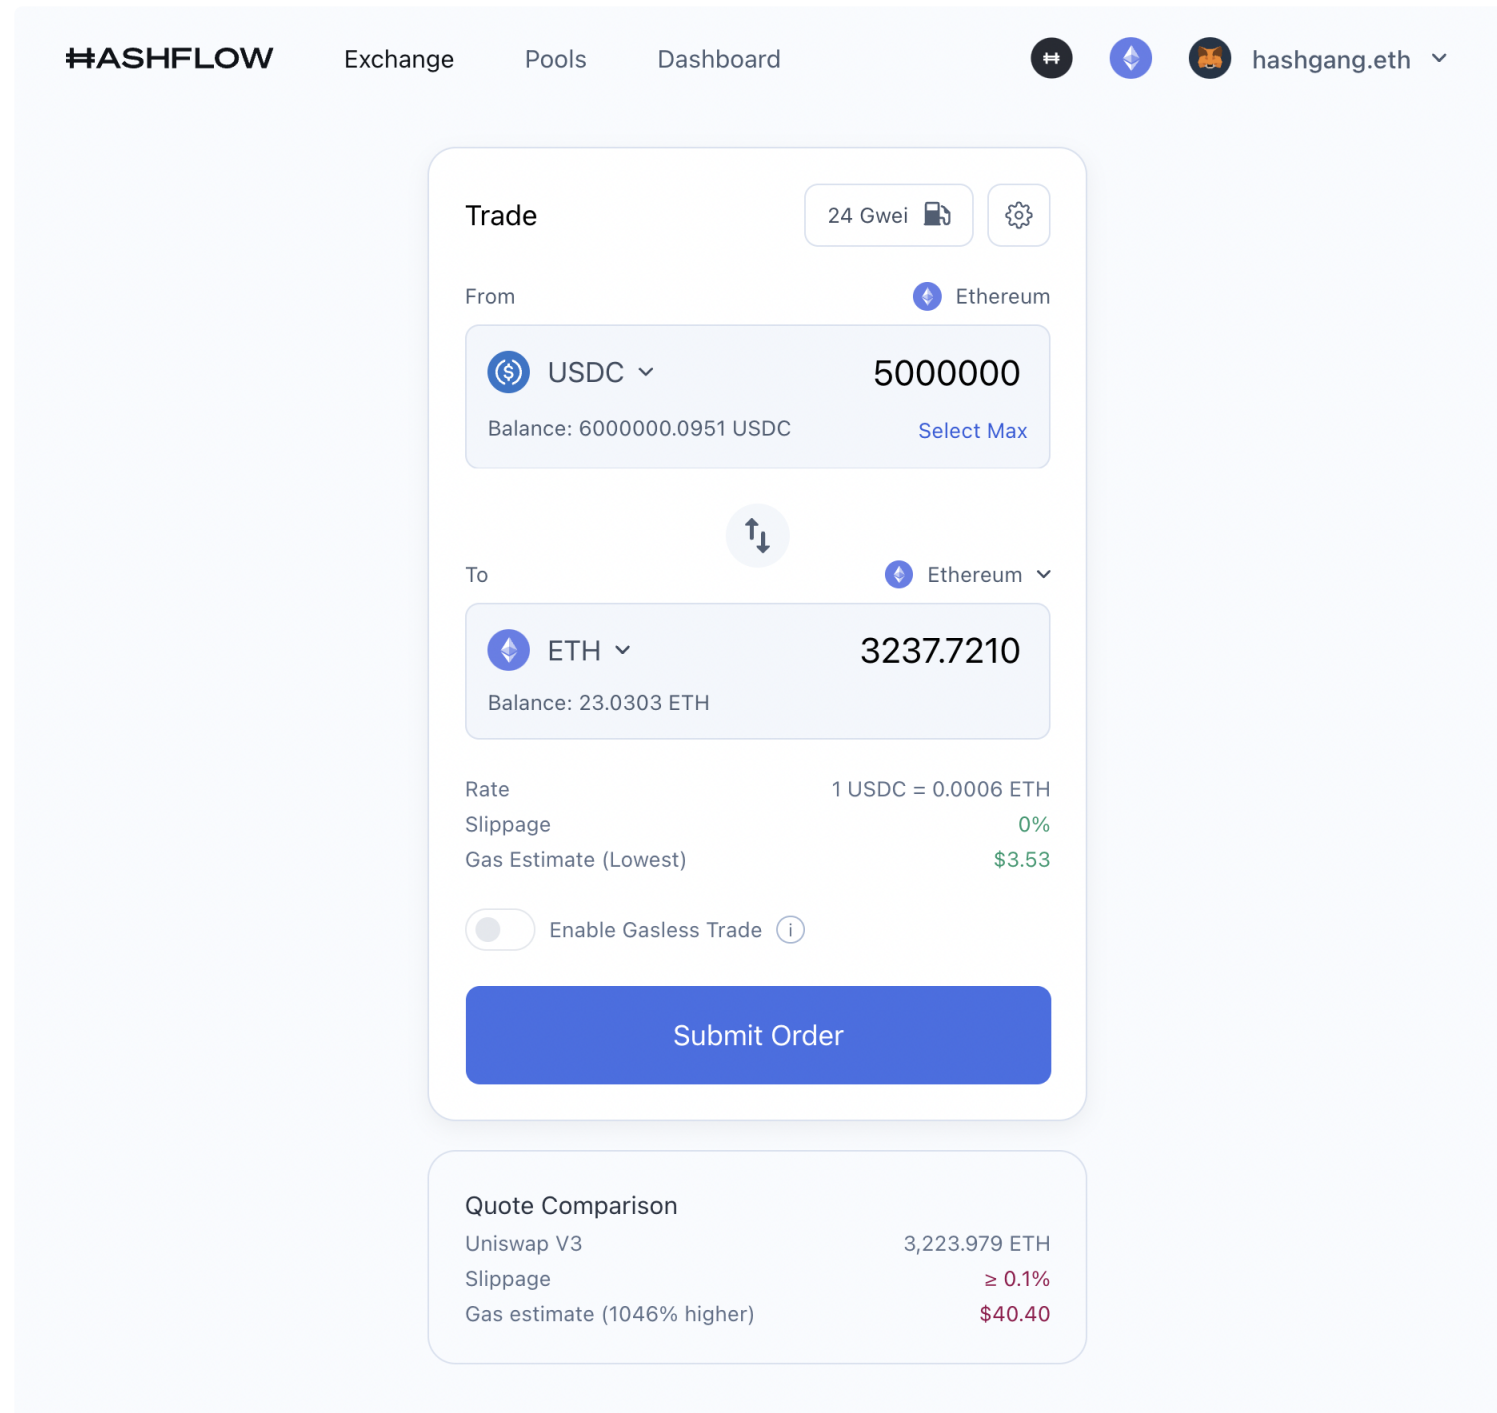 HASHFLOW Exchange Pools Dashboard hashgang.eth
Trade 24 Gwei
From Ethereum
USDC 5000000
Balance: 6000000.0951 USDC Select Max
To Ethereum
ETH 3237.7210
Balance: 23.0303 ETH
Rate 1 USDC = 0.0006 ETH
Slippage 0%
Gas Estimate (Lowest) $3.53
Enable Gasless Trade i
Submit Order
Quote Comparison
Uniswap V3 3,223.979 ETH
Slippage ≥ 0.1%
Gas estimate (1046% higher) $40.40